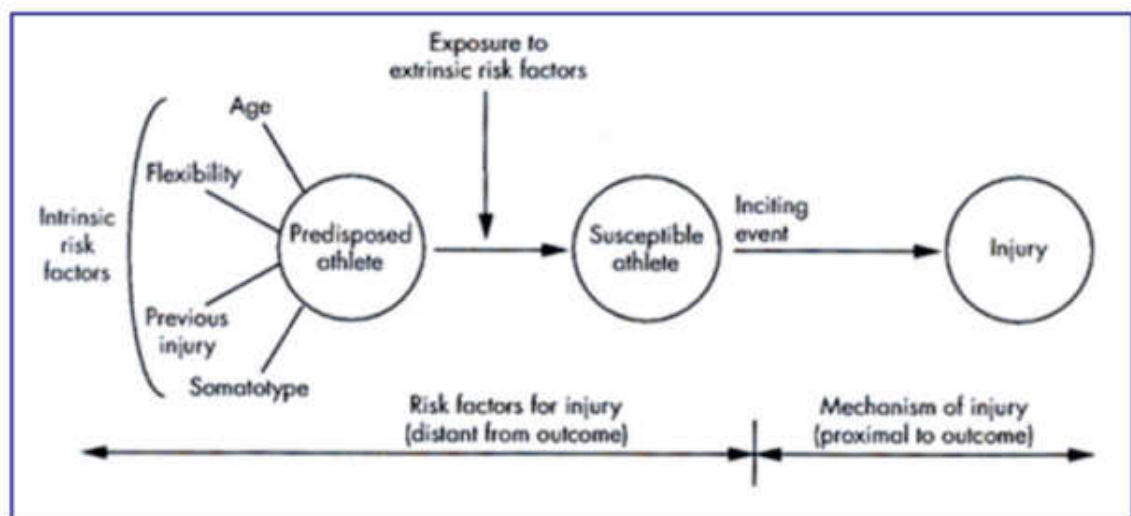 Exposure to
extrinsic risk factors
Age
Flexibility
Intrinsic
risk
factors
Predisposed
athlete
Susceptible
athlete
Inciting
event
Injury
Previous
injury
Somatotype
Risk factors for injury
(distant from outcome)
Mechanism of injury
(proximal to outcome)